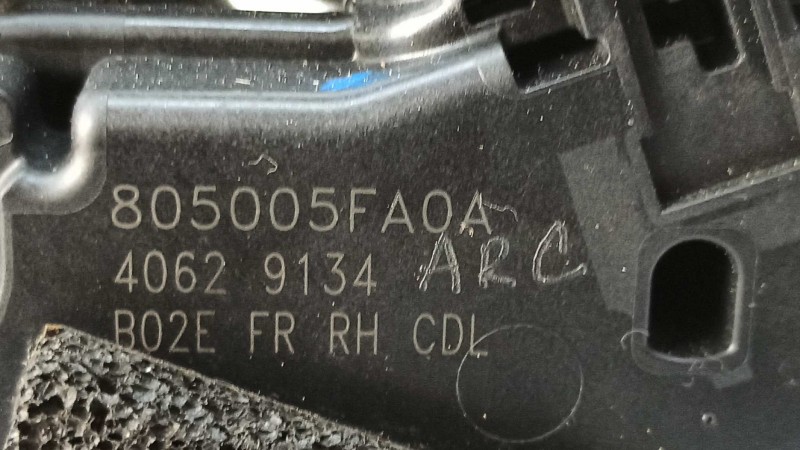 805005FA0A
4062 9134 ARC
B02E FR RH CDL